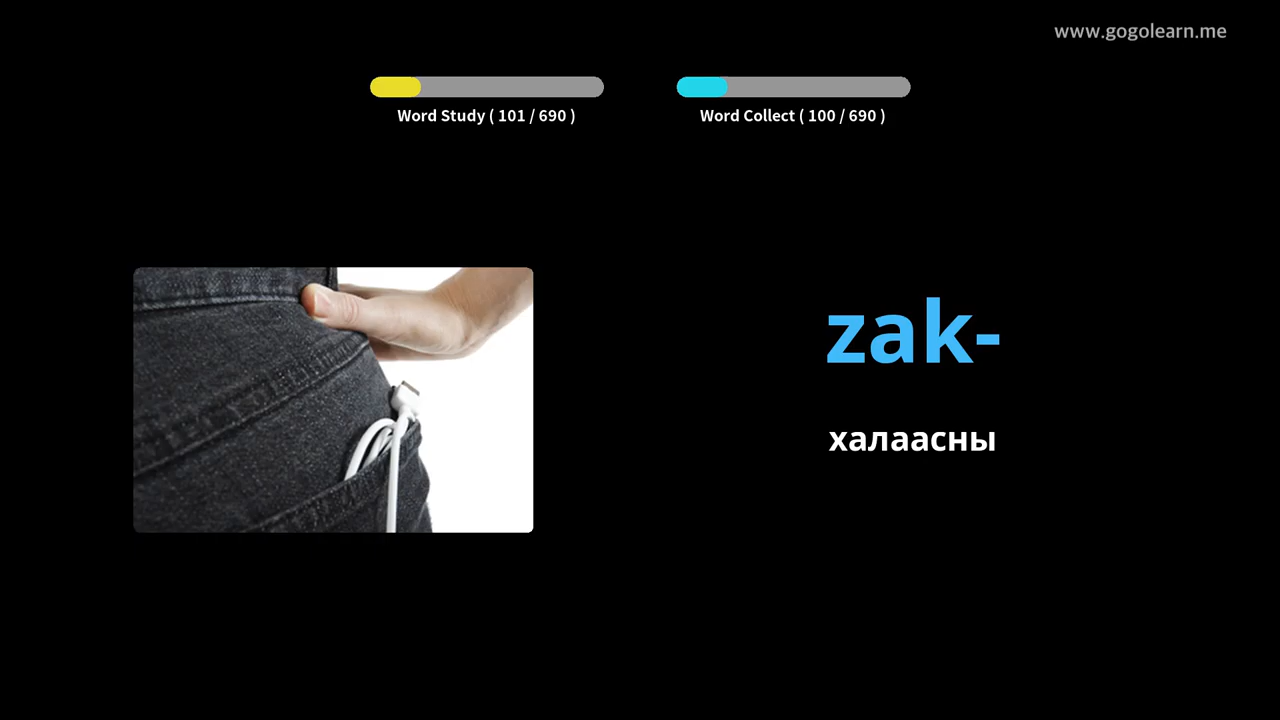 www.gogolearn.me
Word Study ( 101 / 690 )
Word Collect ( 100 / 690 )
zak-
халаасны